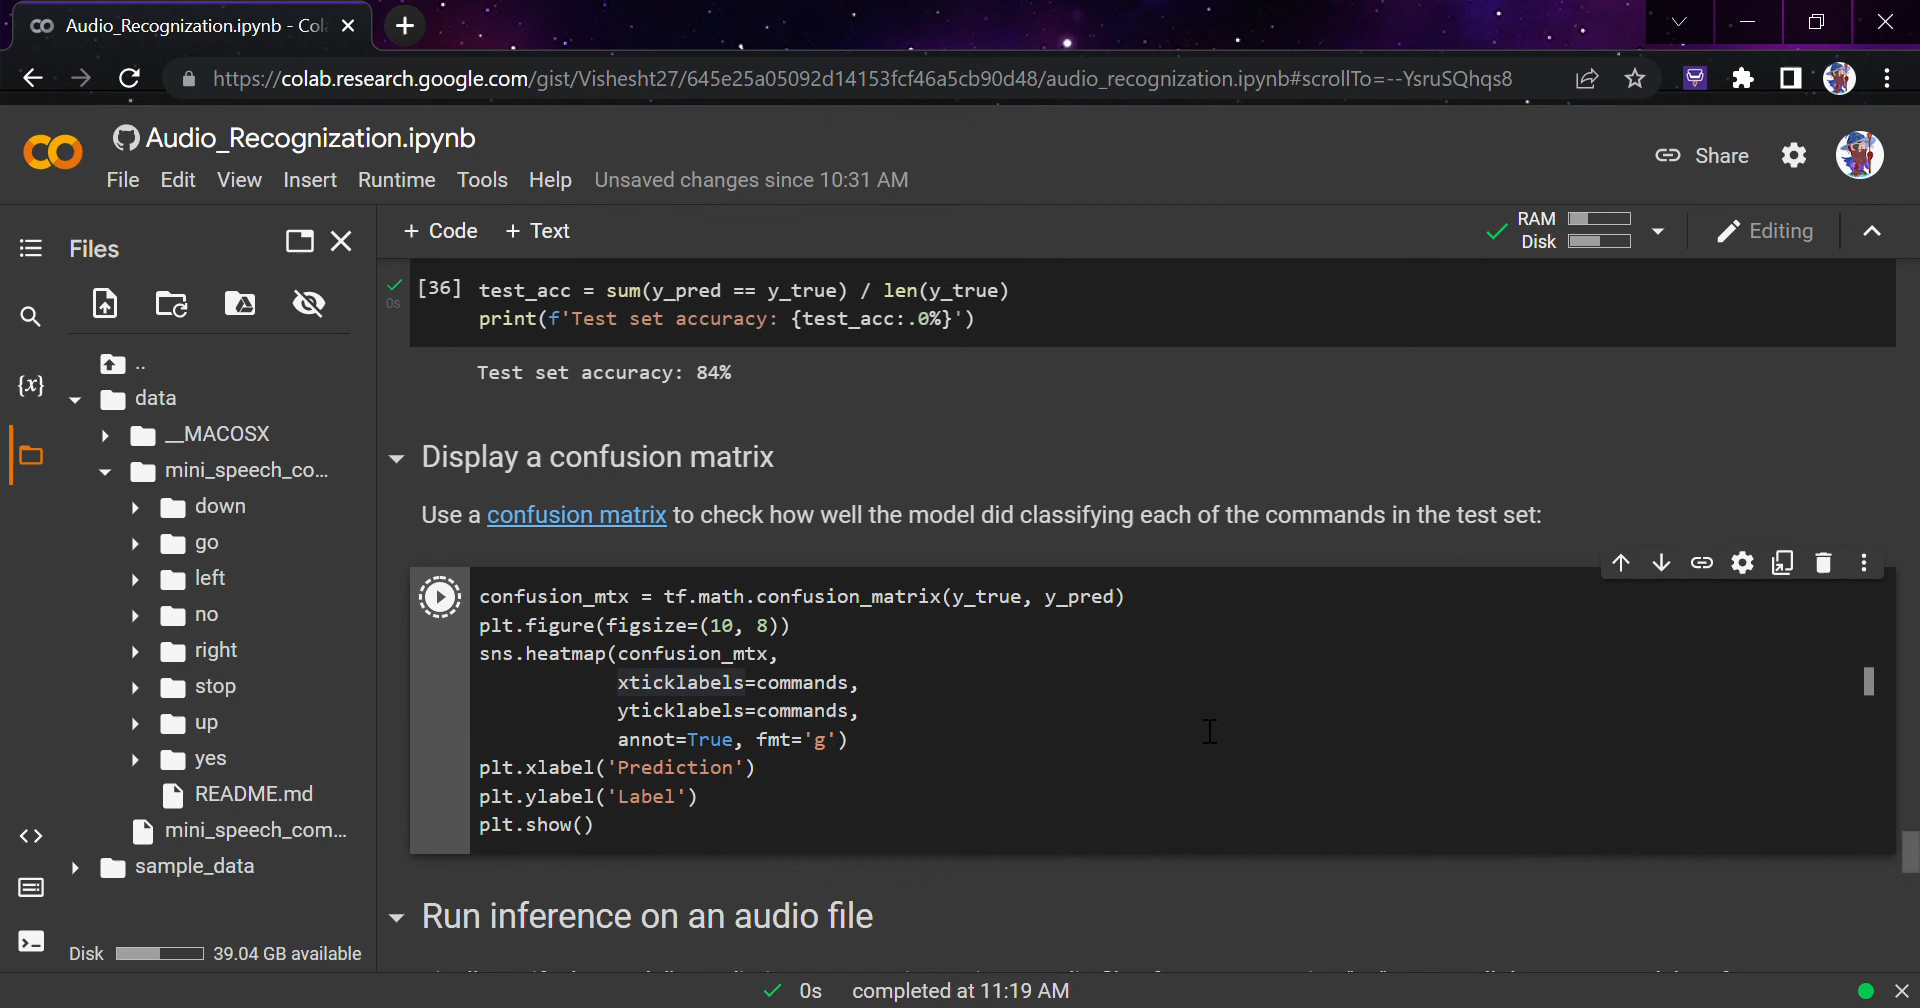 Audio_Recognization.ipynb - Col
https://colab.research.google.com/gist/Vishesht27/645e25a05092d14153fcf46a5cb90d48/audio_recognization.ipynb#scrollTo=--YsruSQhqs8
Audio_Recognization.ipynb
File Edit View Insert Runtime Tools Help Unsaved changes since 10:31 AM
Share
+ Code + Text
RAM
Disk
Editing
Files
..
data
__MACOSX
mini_speech_co...
down
go
left
no
right
stop
up
yes
README.md
mini_speech_com...
sample_data
Disk 39.04 GB available
0s
[36] test_acc = sum(y_pred == y_true) / len(y_true)
print(f'Test set accuracy: {test_acc:.0%}')
Test set accuracy: 84%
Display a confusion matrix
Use a confusion matrix to check how well the model did classifying each of the commands in the test set:
confusion_mtx = tf.math.confusion_matrix(y_true, y_pred)
plt.figure(figsize=(10, 8))
sns.heatmap(confusion_mtx,
xticklabels=commands,
yticklabels=commands,
annot=True, fmt='g')
plt.xlabel('Prediction')
plt.ylabel('Label')
plt.show()
Run inference on an audio file
0s completed at 11:19 AM